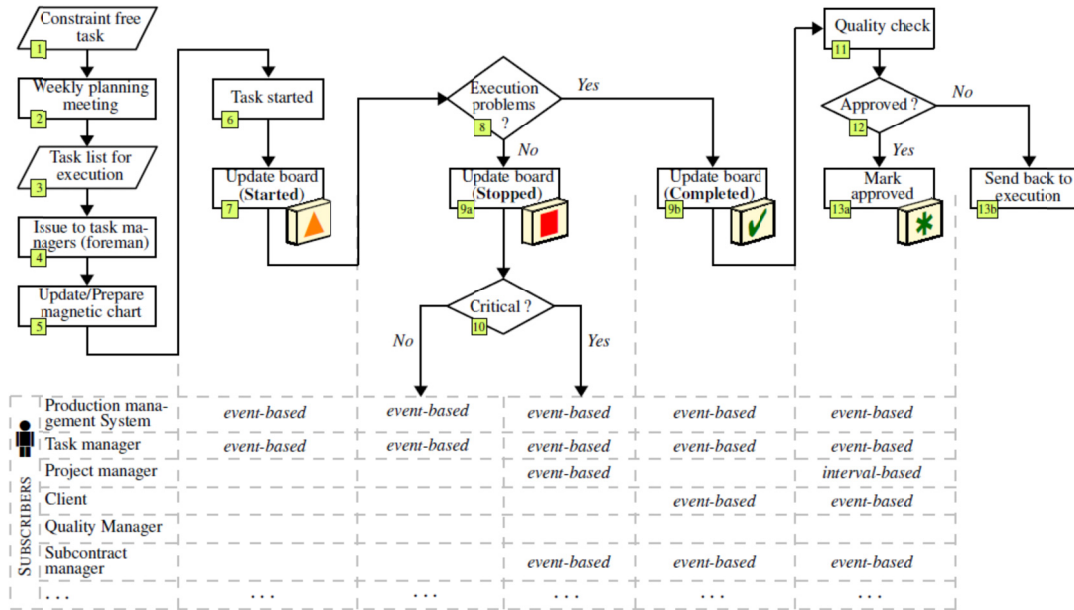 Constraint free
task
1
Weekly planning
meeting
2
Task list for
execution
3
Issue to task ma-
nagers (foreman)
4
Update/Prepare
magnetic chart
5
Task started
6
Update board
(Started)
7
Execution
problems
?
8
Yes
No
Update board
(Stopped)
9a
Update board
(Completed)
9b
Critical ?
10
No
Yes
Quality check
11
Approved ?
12
No
Yes
Mark
approved
13a
Send back to
execution
13b
SUBSCRIBERS
Production mana-
gement System
event-based
event-based
event-based
event-based
event-based
Task manager
event-based
event-based
event-based
event-based
event-based
Project manager
event-based
interval-based
Client
event-based
event-based
Quality Manager
Subcontract
manager
event-based
event-based
event-based
. . .
. . .
. . .
. . .
. . .
. . .